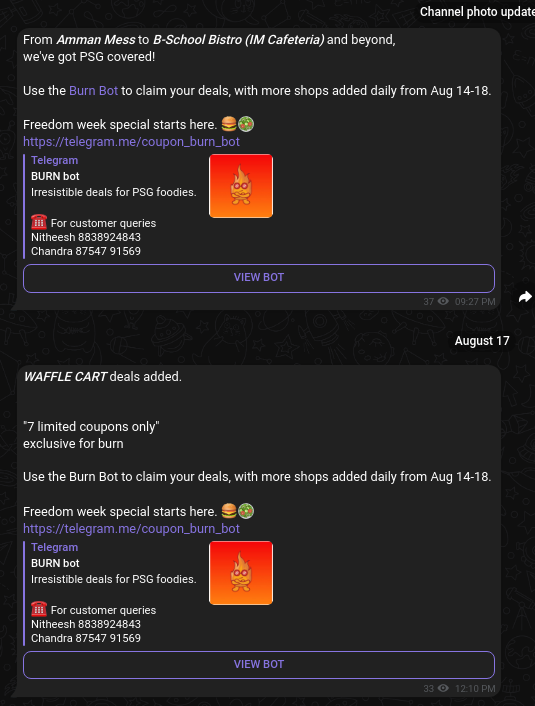 Channel photo update
From Amman Mess to B-School Bistro (IM Cafeteria) and beyond,
we've got PSG covered!
Use the Burn Bot to claim your deals, with more shops added daily from Aug 14-18.
Freedom week special starts here. 🍔🥗
https://telegram.me/coupon_burn_bot
Telegram
BURN bot
Irresistible deals for PSG foodies.
☎️ For customer queries
Nitheesh 8838924843
Chandra 87547 91569
VIEW BOT
37 09:27 PM
August 17
WAFFLE CART deals added.
"7 limited coupons only"
exclusive for burn
Use the Burn Bot to claim your deals, with more shops added daily from Aug 14-18.
Freedom week special starts here. 🍔🥗
https://telegram.me/coupon_burn_bot
Telegram
BURN bot
Irresistible deals for PSG foodies.
☎️ For customer queries
Nitheesh 8838924843
Chandra 87547 91569
VIEW BOT
33 12:10 PM